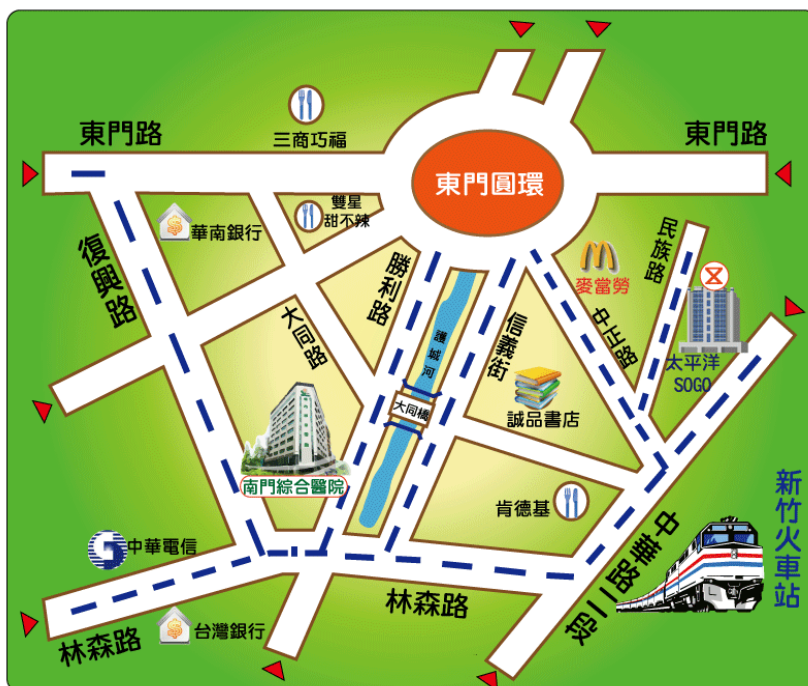 東門路
三商巧福
東門圓環
東門路
雙星
甜不辣
華南銀行
復興路
勝利路
民族路
麥當勞
大同路
護城河
信義街
中正路
太平洋
SOGO
大同橋
誠品書店
南門綜合醫院
肯德基
新竹火車站
中華電信
中華路二段
林森路
台灣銀行
林森路